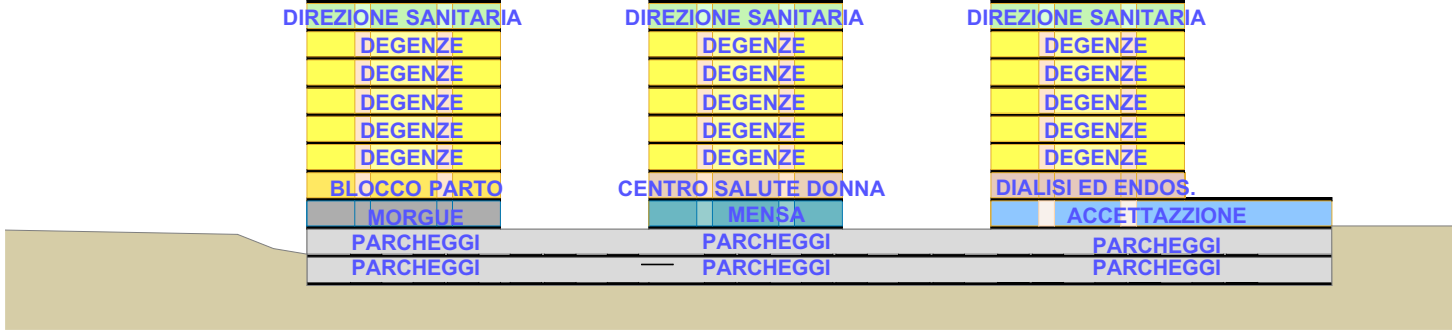 DIREZIONE SANITARIA DIREZIONE SANITARIA DIREZIONE SANITARIA
DEGENZE DEGENZE DEGENZE
DEGENZE DEGENZE DEGENZE
DEGENZE DEGENZE DEGENZE
DEGENZE DEGENZE DEGENZE
DEGENZE DEGENZE DEGENZE
BLOCCO PARTO CENTRO SALUTE DONNA DIALISI ED ENDOS.
MORGUE MENSA ACCETTAZZIONE
PARCHEGGI PARCHEGGI PARCHEGGI
PARCHEGGI PARCHEGGI PARCHEGGI